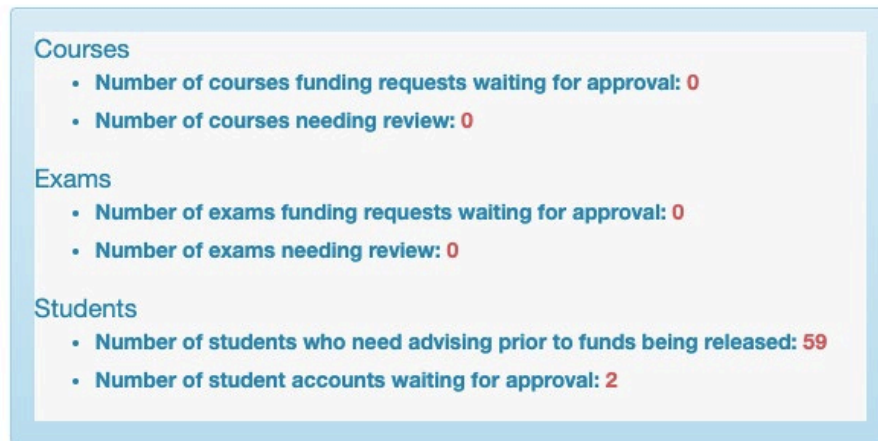 Courses
• Number of courses funding requests waiting for approval: 0
• Number of courses needing review: 0
Exams
• Number of exams funding requests waiting for approval: 0
• Number of exams needing review: 0
Students
• Number of students who need advising prior to funds being released: 59
• Number of student accounts waiting for approval: 2